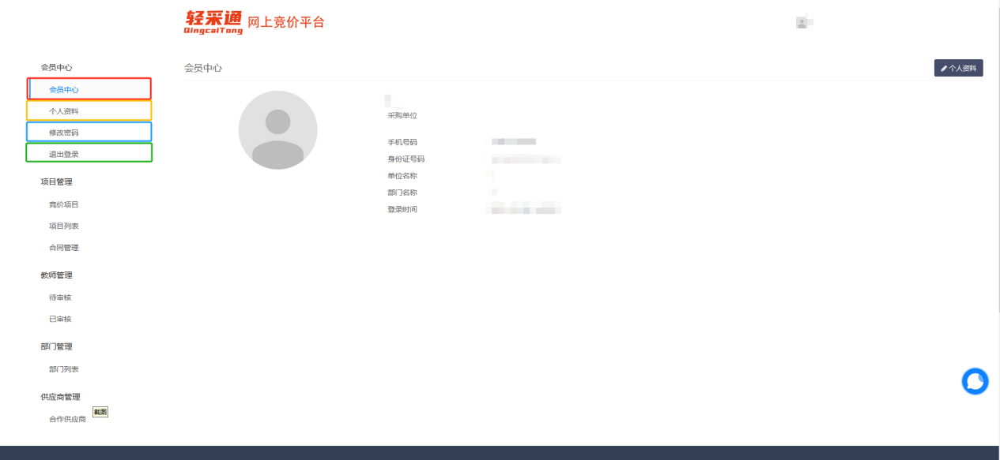 轻采通 网上竞价平台
QingcaiTong
会员中心
会员中心
个人资料
修改密码
退出登录
项目管理
竞价项目
项目列表
合同管理
教师管理
待审核
已审核
部门管理
部门列表
供应商管理
合作供应商
截图
会员中心
个人资料
采购单位
手机号码
身份证号码
单位名称
部门名称
登录时间